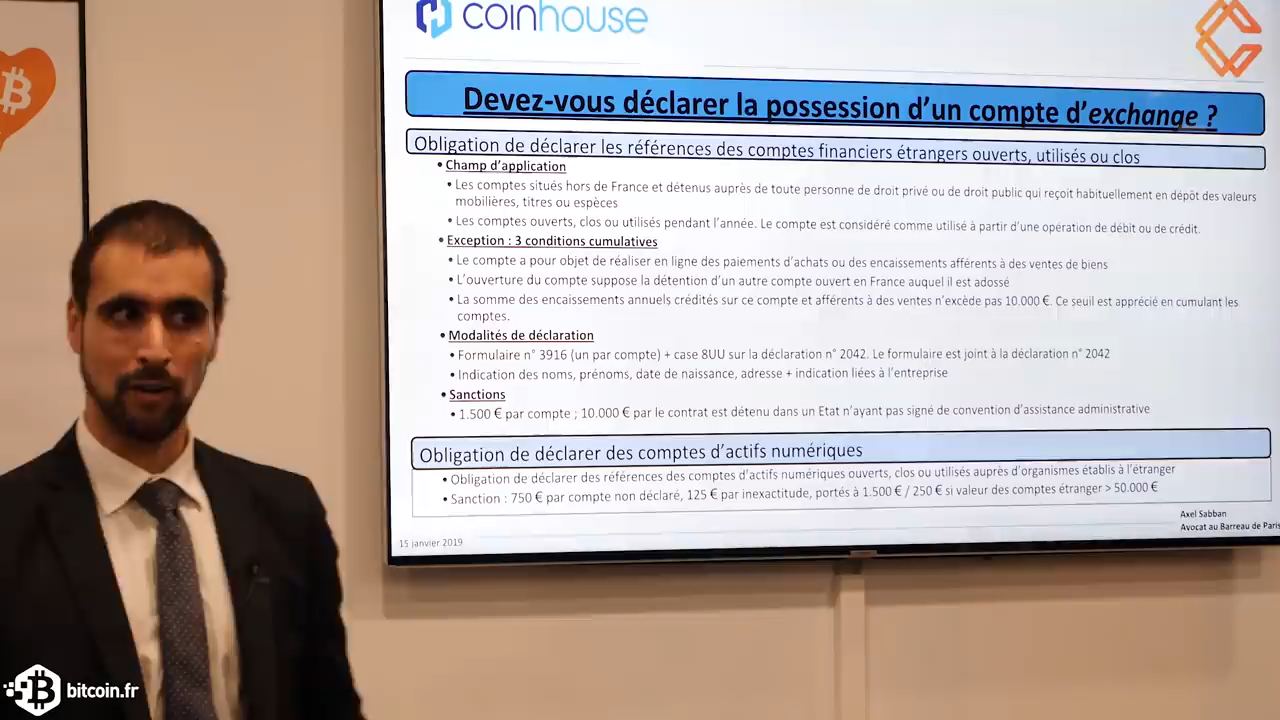 coinhouse
Devez-vous déclarer la possession d'un compte d'exchange ?
Obligation de déclarer les références des comptes financiers étrangers ouverts, utilisés ou clos
• Champ d'application
• Les comptes situés hors de France et détenus auprès de toute personne de droit privé ou de droit public qui reçoit habituellement en dépôt des valeurs
mobilières, titres ou espèces
• Les comptes ouverts, clos ou utilisés pendant l'année. Le compte est considéré comme utilisé à partir d'une opération de débit ou de crédit.
• Exception : 3 conditions cumulatives
• Le compte a pour objet de réaliser en ligne des paiements d'achats ou des encaissements afférents à des ventes de biens
• L'ouverture du compte suppose la détention d'un autre compte ouvert en France auquel il est adossé
• La somme des encaissements annuels crédités sur ce compte et afférents à des ventes n'excède pas 10.000 €. Ce seuil est apprécié en cumulant les
comptes.
• Modalités de déclaration
• Formulaire n° 3916 (un par compte) + case 8UU sur la déclaration n° 2042. Le formulaire est joint à la déclaration n° 2042
• Indication des noms, prénoms, date de naissance, adresse + indication liées à l'entreprise
• Sanctions
• 1.500 € par compte ; 10.000 € par le contrat est détenu dans un Etat n'ayant pas signé de convention d'assistance administrative
Obligation de déclarer des comptes d'actifs numériques
• Obligation de déclarer des références des comptes d'actifs numériques ouverts, clos ou utilisés auprès d'organismes établis à l'étranger
• Sanction : 750 € par compte non déclaré, 125 € par inexactitude, portés à 1.500 € / 250 € si valeur des comptes étranger > 50.000 €
Axel Sabban
Avocat au Barreau de Paris
15 janvier 2019
bitcoin.fr